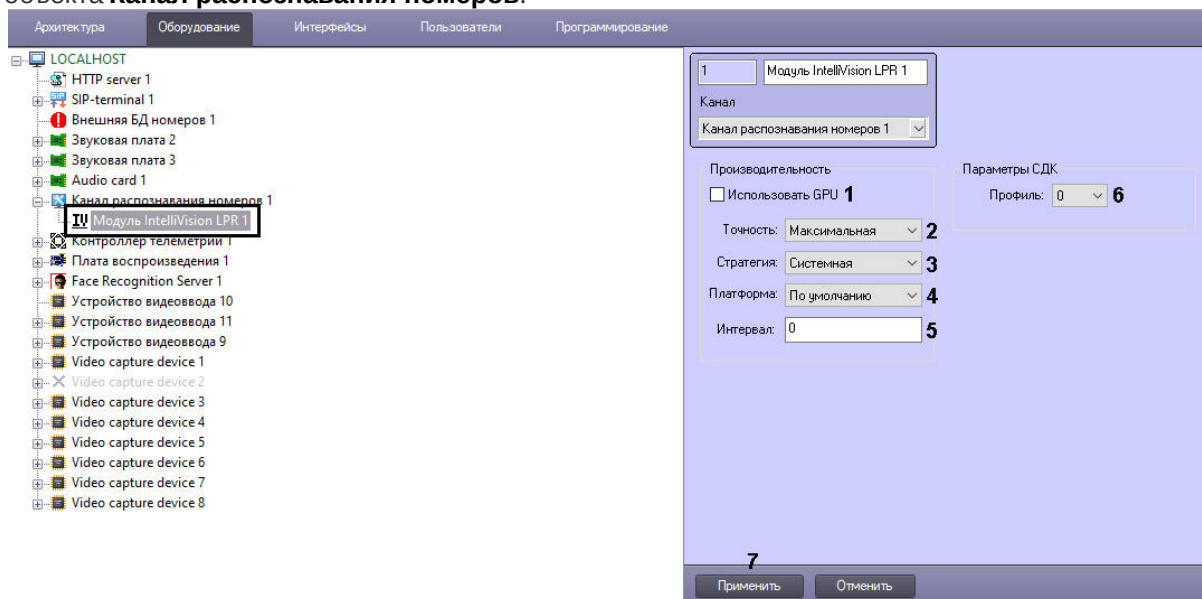 объекта Канал распознавания номеров.
Архитектура Оборудование Интерфейсы Пользователи Программирование
LOCALHOST
HTTP server 1
SIP-terminal 1
Внешняя БД номеров 1
Звуковая плата 2
Звуковая плата 3
Audio card 1
Канал распознавания номеров 1
Модуль IntelliVision LPR 1
Контроллер телеметрии 1
Плата воспроизведения 1
Face Recognition Server 1
Устройство видеоввода 10
Устройство видеоввода 11
Устройство видеоввода 9
Video capture device 1
Video capture device 2
Video capture device 3
Video capture device 4
Video capture device 5
Video capture device 6
Video capture device 7
Video capture device 8
1 Модуль IntelliVision LPR 1
Канал
Канал распознавания номеров 1
Производительность
Использовать GPU 1
Точность: Максимальная 2
Стратегия: Системная 3
Платформа: По умолчанию 4
Интервал: 0 5
Параметры СДК
Профиль: 0 6
7
Применить Отменить